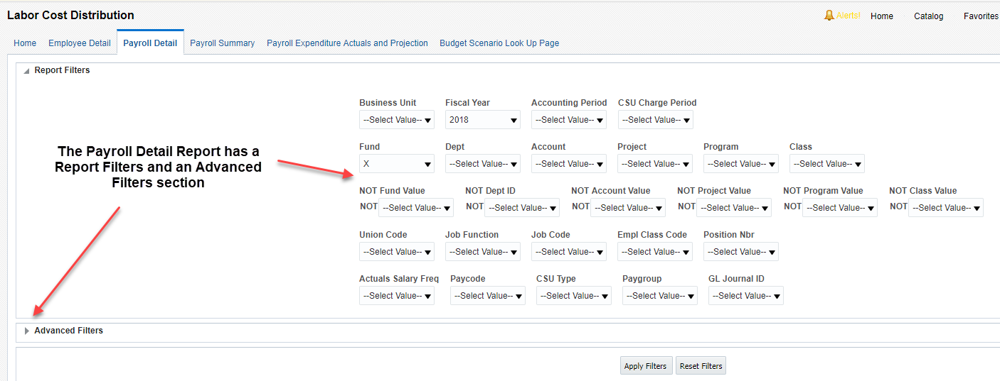 Labor Cost Distribution
Alerts! Home Catalog Favorites
Home Employee Detail Payroll Detail Payroll Summary Payroll Expenditure Actuals and Projection Budget Scenario Look Up Page
Report Filters
Business Unit Fiscal Year Accounting Period CSU Charge Period
--Select Value-- 2018 --Select Value-- --Select Value--
The Payroll Detail Report has a
Report Filters and an Advanced
Filters section
Fund Dept Account Project Program Class
X --Select Value-- --Select Value-- --Select Value-- --Select Value-- --Select Value--
NOT Fund Value NOT Dept ID NOT Account Value NOT Project Value NOT Program Value NOT Class Value
NOT --Select Value-- NOT --Select Value-- NOT --Select Value-- NOT --Select Value-- NOT --Select Value-- NOT --Select Value--
Union Code Job Function Job Code Empl Class Code Position Nbr
--Select Value-- --Select Value-- --Select Value-- --Select Value-- --Select Value--
Actuals Salary Freq Paycode CSU Type Paygroup GL Journal ID
--Select Value-- --Select Value-- --Select Value-- --Select Value-- --Select Value--
Advanced Filters
Apply Filters Reset Filters